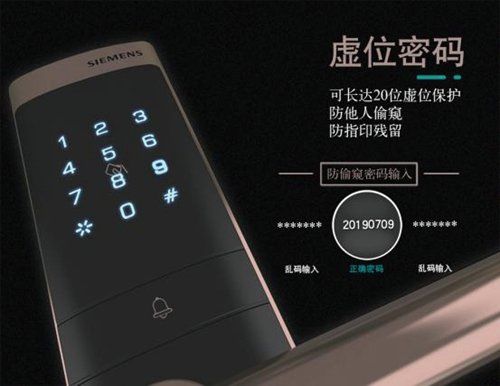 SIEMENS
1 2 3
4 5 6
7 8 9
* 0 #
虚位密码
可长达20位虚位保护
防他人偷窥
防指印残留
防偷窥密码输入
******* 20190709 *******
乱码输入 正确密码 乱码输入